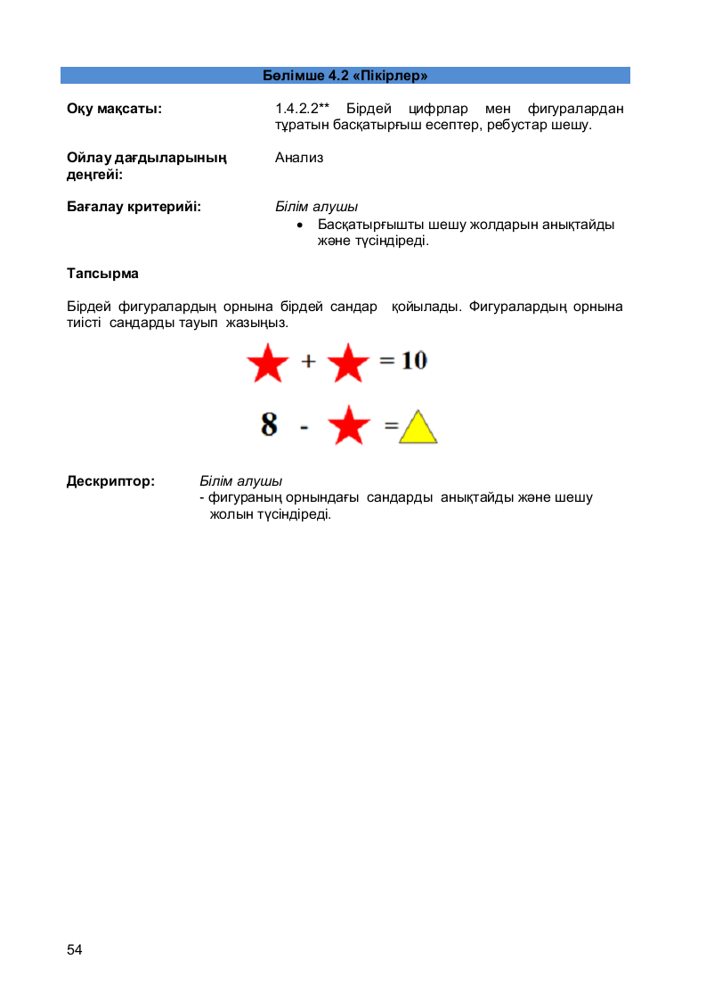 Бөлімше 4.2 «Пікірлер»
Оқу мақсаты: 1.4.2.2** Бірдей цифрлар мен фигуралардан
тұратын басқатырғыш есептер, ребустар шешу.
Ойлау дағдыларының Анализ
деңгейі:
Бағалау критерийі: Білім алушы
• Басқатырғышты шешу жолдарын анықтайды
және түсіндіреді.
Тапсырма
Бірдей фигуралардың орнына бірдей сандар қойылады. Фигуралардың орнына
тиісті сандарды тауып жазыңыз.
+ = 10
8 - =
Дескриптор: Білім алушы
- фигураның орнындағы сандарды анықтайды және шешу
жолын түсіндіреді.
54